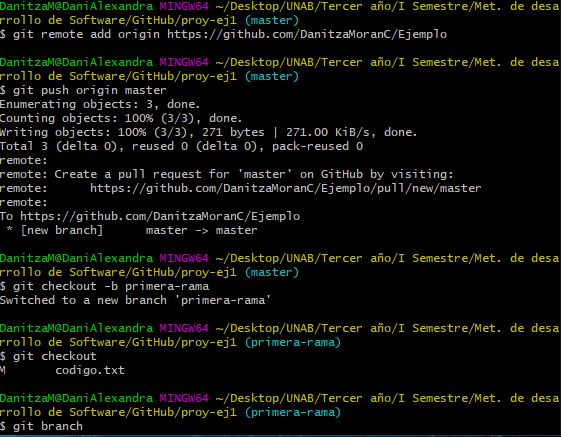 DanitzaM@DaniAlexandra MINGW64 ~/Desktop/UNAB/Tercer año/I Semestre/Met. de desa
rrollo de Software/GitHub/proy-ej1 (master)
$ git remote add origin https://github.com/DanitzaMoranC/Ejemplo
DanitzaM@DaniAlexandra MINGW64 ~/Desktop/UNAB/Tercer año/I Semestre/Met. de desa
rrollo de Software/GitHub/proy-ej1 (master)
$ git push origin master
Enumerating objects: 3, done.
Counting objects: 100% (3/3), done.
Writing objects: 100% (3/3), 271 bytes | 271.00 KiB/s, done.
Total 3 (delta 0), reused 0 (delta 0), pack-reused 0
remote:
remote: Create a pull request for 'master' on GitHub by visiting:
remote:      https://github.com/DanitzaMoranC/Ejemplo/pull/new/master
remote:
To https://github.com/DanitzaMoranC/Ejemplo
 * [new branch]      master -> master
DanitzaM@DaniAlexandra MINGW64 ~/Desktop/UNAB/Tercer año/I Semestre/Met. de desa
rrollo de Software/GitHub/proy-ej1 (master)
$ git checkout -b primera-rama
Switched to a new branch 'primera-rama'
DanitzaM@DaniAlexandra MINGW64 ~/Desktop/UNAB/Tercer año/I Semestre/Met. de desa
rrollo de Software/GitHub/proy-ej1 (primera-rama)
$ git checkout
M       codigo.txt
DanitzaM@DaniAlexandra MINGW64 ~/Desktop/UNAB/Tercer año/I Semestre/Met. de desa
rrollo de Software/GitHub/proy-ej1 (primera-rama)
$ git branch